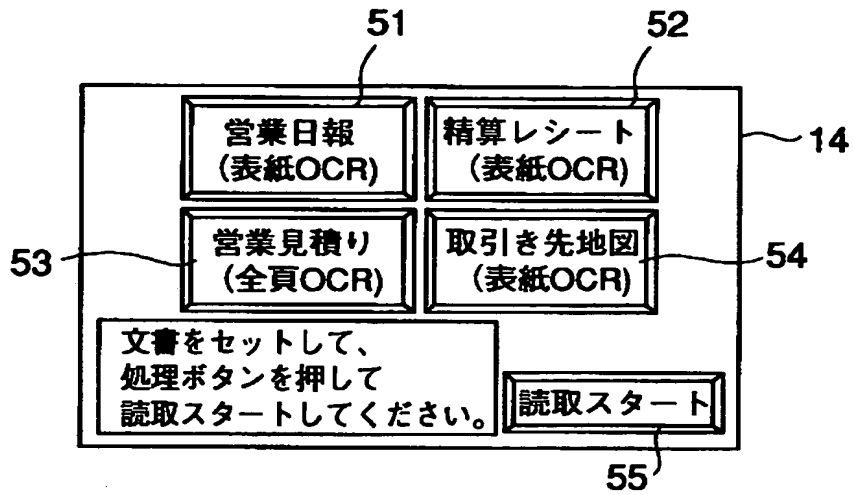 51
52
営業日報
(表紙OCR)
精算レシート
(表紙OCR)
14
営業見積り
(全頁OCR)
取引き先地図
(表紙OCR)
53
54
文書をセットして、
処理ボタンを押して
読取スタートしてください。
読取スタート
55